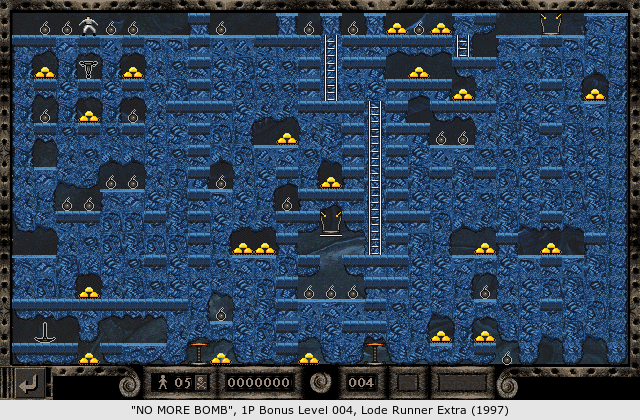 05 0000000 004
"NO MORE BOMB", 1P Bonus Level 004, Lode Runner Extra (1997)